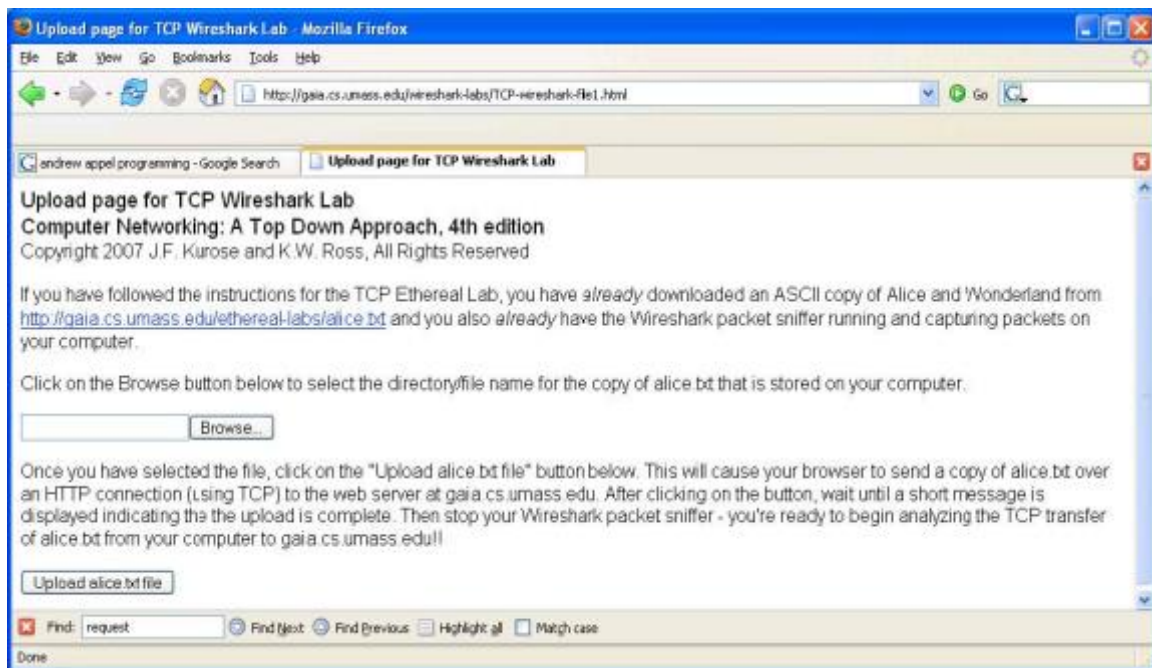 Upload page for TCP Wireshark Lab - Mozilla Firefox
File Edit View Go Bookmarks Tools Help
http://gaia.cs.umass.edu/wireshark-labs/TCP-wireshark-file1.html Go
andrew appel programming - Google Search Upload page for TCP Wireshark Lab
Upload page for TCP Wireshark Lab
Computer Networking: A Top Down Approach, 4th edition
Copyright 2007 J.F. Kurose and K.W. Ross, All Rights Reserved
If you have followed the instructions for the TCP Ethereal Lab, you have already downloaded an ASCII copy of Alice and Wonderland from
http://gaia.cs.umass.edu/ethereal-labs/alice.txt and you also already have the Wireshark packet sniffer running and capturing packets on
your computer.
Click on the Browse button below to select the directory/file name for the copy of alice.txt that is stored on your computer.
Browse...
Once you have selected the file, click on the "Upload alice.txt file" button below. This will cause your browser to send a copy of alice.txt over
an HTTP connection (using TCP) to the web server at gaia.cs.umass.edu. After clicking on the button, wait until a short message is
displayed indicating the the upload is complete. Then stop your Wireshark packet sniffer - you're ready to begin analyzing the TCP transfer
of alice.txt from your computer to gaia.cs.umass.edu!!
Upload alice.txt file
Find: request Find Next Find Previous Highlight all Match case
Done